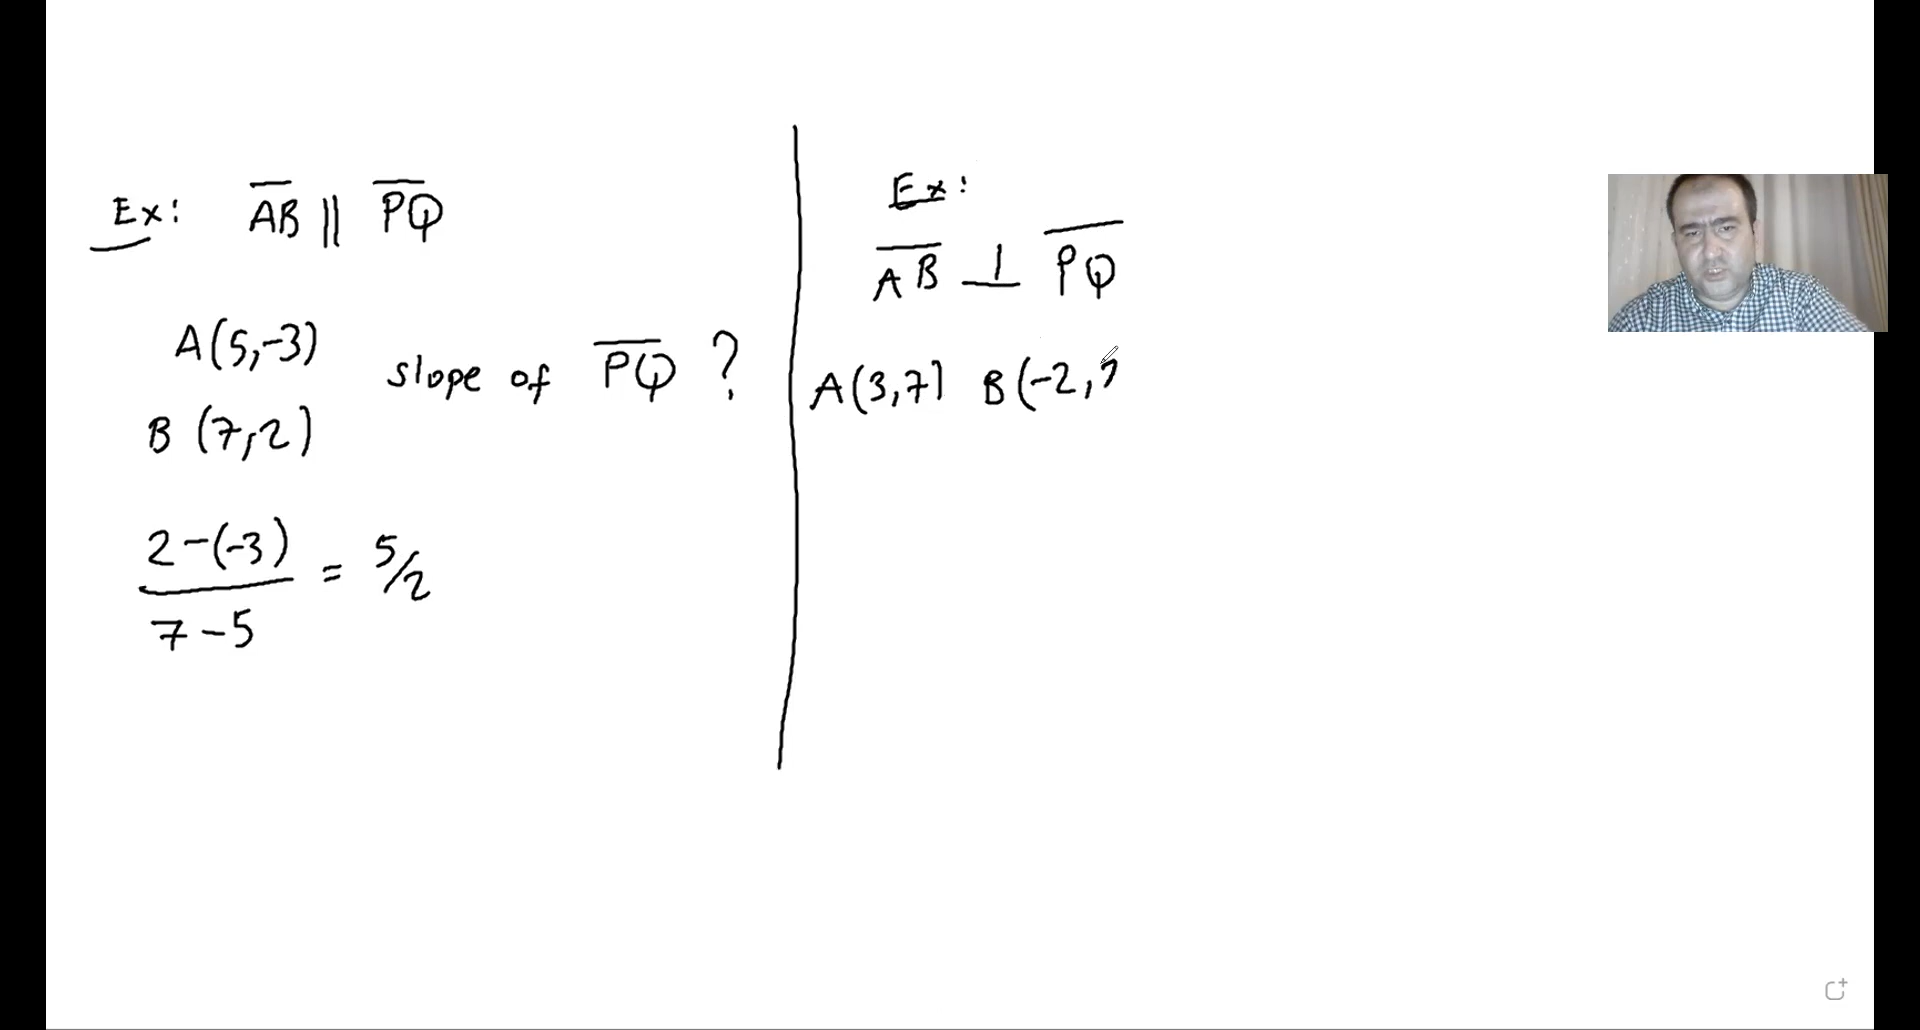 Ex: AB || PQ
A(5,-3)
B (7,2)
slope of PQ ?
2-(-3)
7-5
= 5/2
Ex:
AB ⊥ PQ
A(3,7) B(-2,